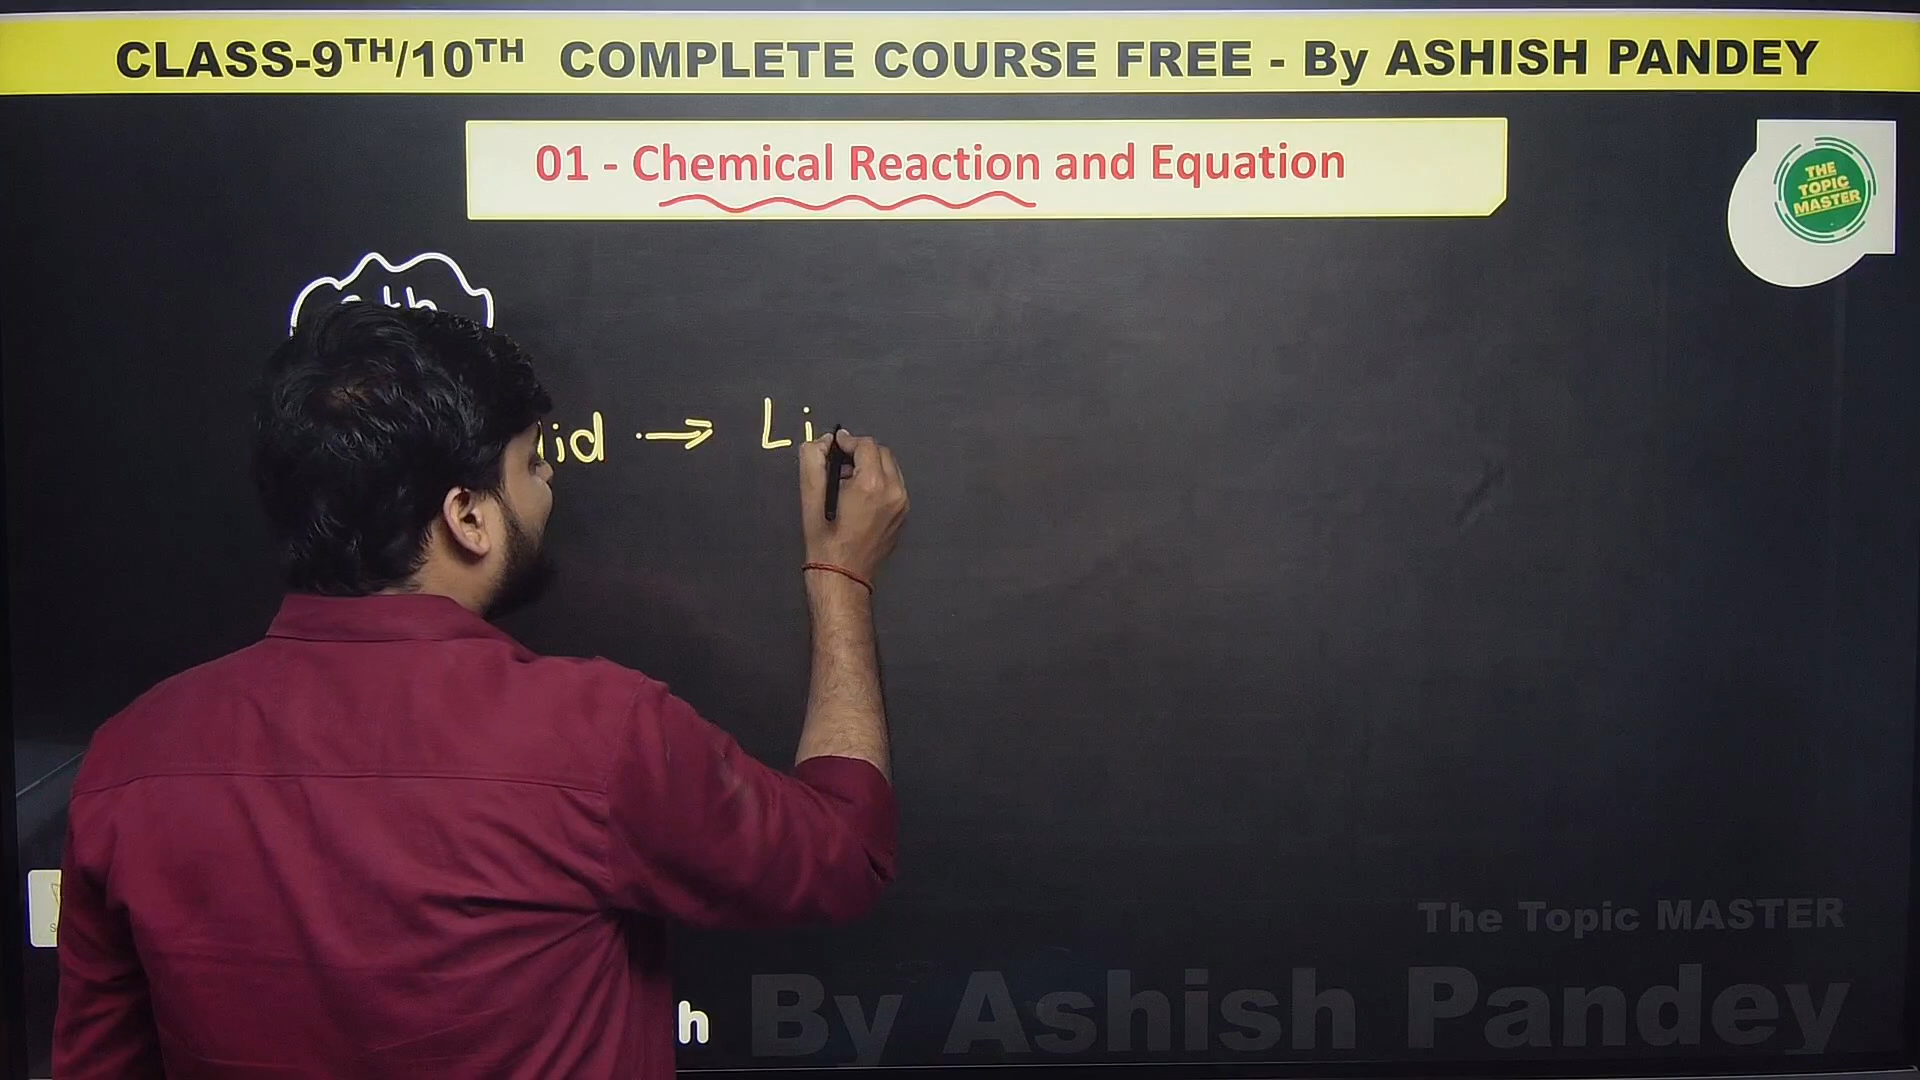 CLASS-9TH/10TH COMPLETE COURSE FREE - By ASHISH PANDEY
01 - Chemical Reaction and Equation
THE
TOPIC
MASTER
→ Li
The Topic MASTER
By Ashish Pandey